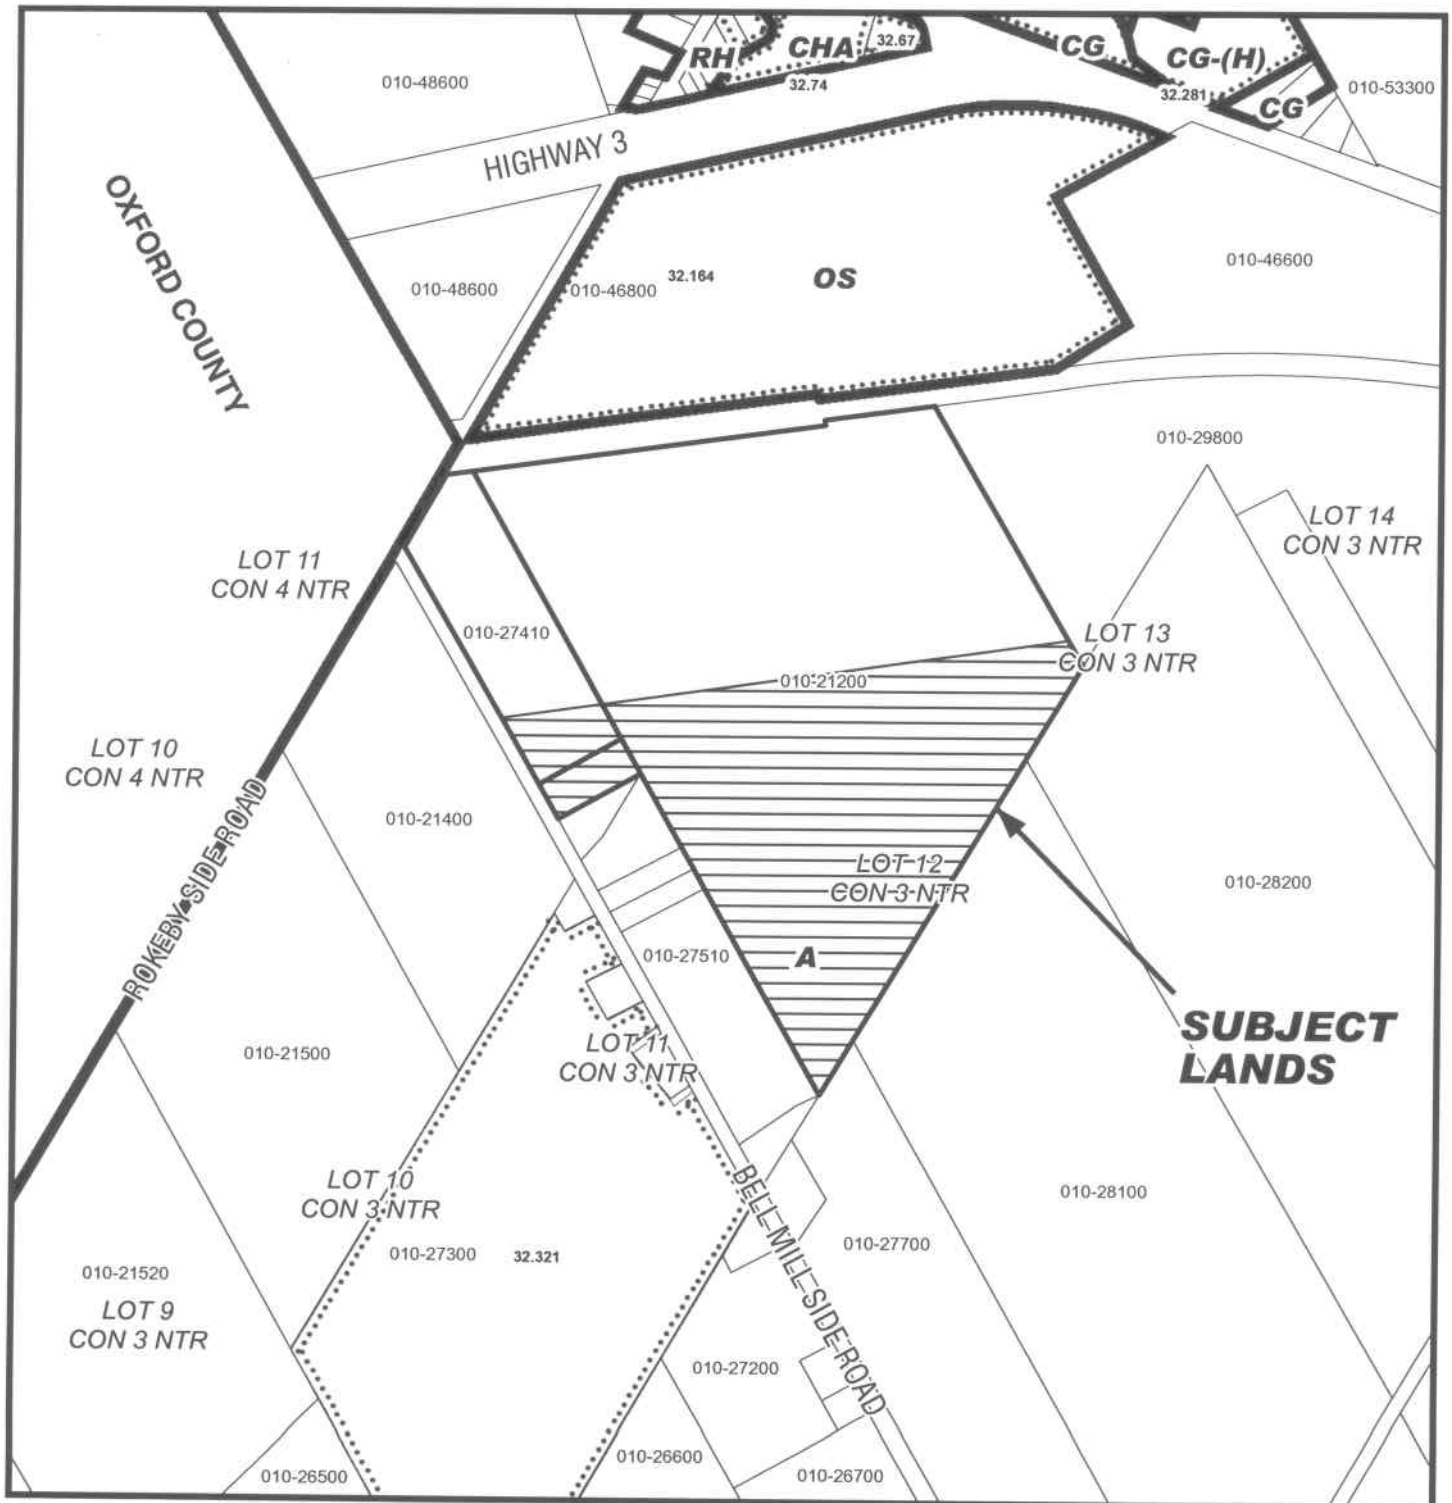 RH
CHA
32.67
CG
CG-(H)
010-48600
32.74
32.281
CG
010-53300
HIGHWAY 3
OXFORD COUNTY
010-48600
010-46800
32.164
OS
010-46600
010-29800
LOT 14
CON 3 NTR
LOT 11
CON 4 NTR
010-27410
LOT 13
CON 3 NTR
010-21200
LOT 10
CON 4 NTR
010-21400
ROKEBY SIDE ROAD
LOT 12
CON 3 NTR
010-28200
010-27510
A
SUBJECT
LANDS
010-21500
LOT 11
CON 3 NTR
LOT 10
CON 3 NTR
BELL MILL SIDE ROAD
010-28100
010-27300
32.321
010-27700
010-21520
LOT 9
CON 3 NTR
010-27200
010-26500
010-26600
010-26700